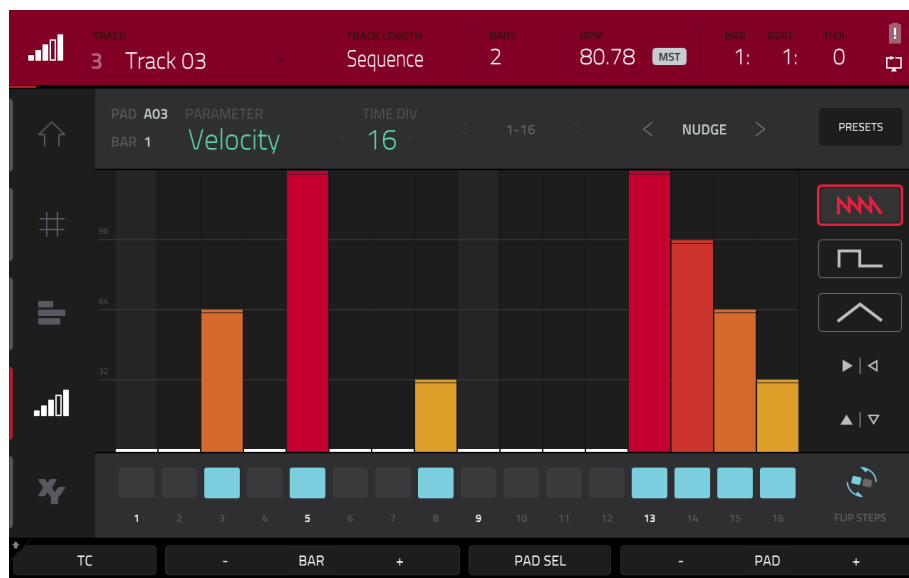 TRACK TRACK LENGTH BARS BPM BAR BEAT TICK
3 Track 03 Sequence 2 80.78 MST 1: 1: 0
!
PAD A03 PARAMETER TIME DIV
BAR 1 Velocity 16 < 1-16 > < NUDGE > PRESETS
96
64
32
XY
1 2 3 4 5 6 7 8 9 10 11 12 13 14 15 16 FLIP STEPS
TC - BAR + PAD SEL - PAD +